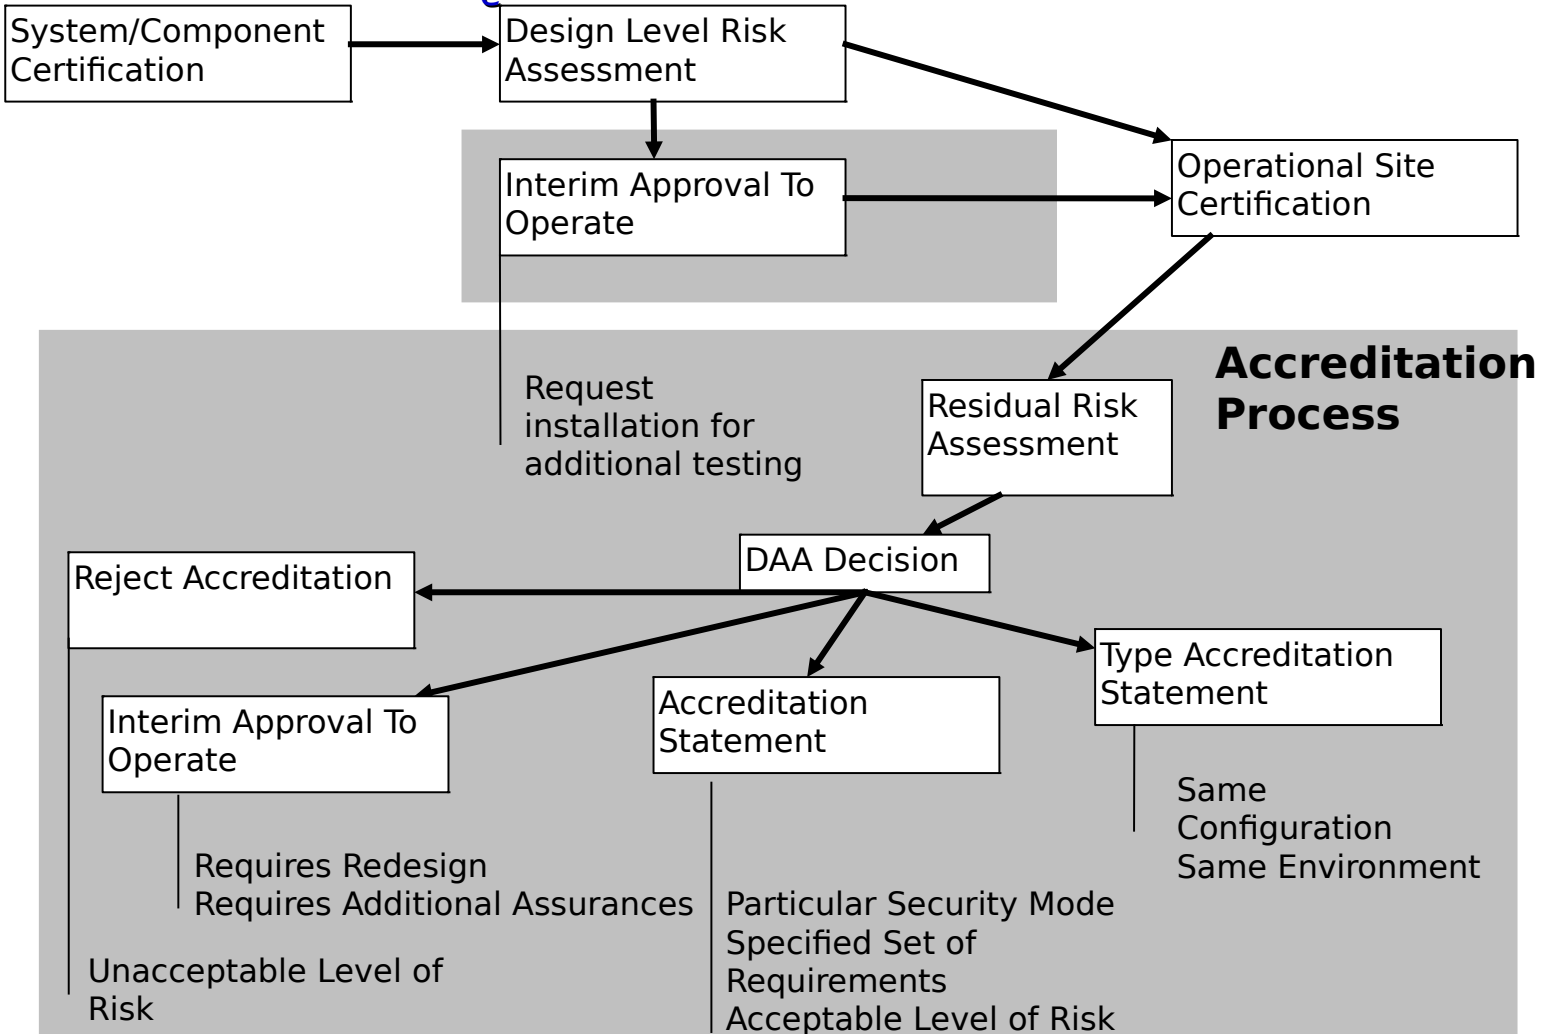 System/Component
Certification
Design Level Risk
Assessment
Interim Approval To
Operate
Operational Site
Certification
Request
installation for
additional testing
Residual Risk
Assessment
Accreditation
Process
DAA Decision
Reject Accreditation
Type Accreditation
Statement
Interim Approval To
Operate
Accreditation
Statement
Same
Configuration
Same Environment
Requires Redesign
Requires Additional Assurances
Particular Security Mode
Specified Set of
Requirements
Acceptable Level of Risk
Unacceptable Level of
Risk